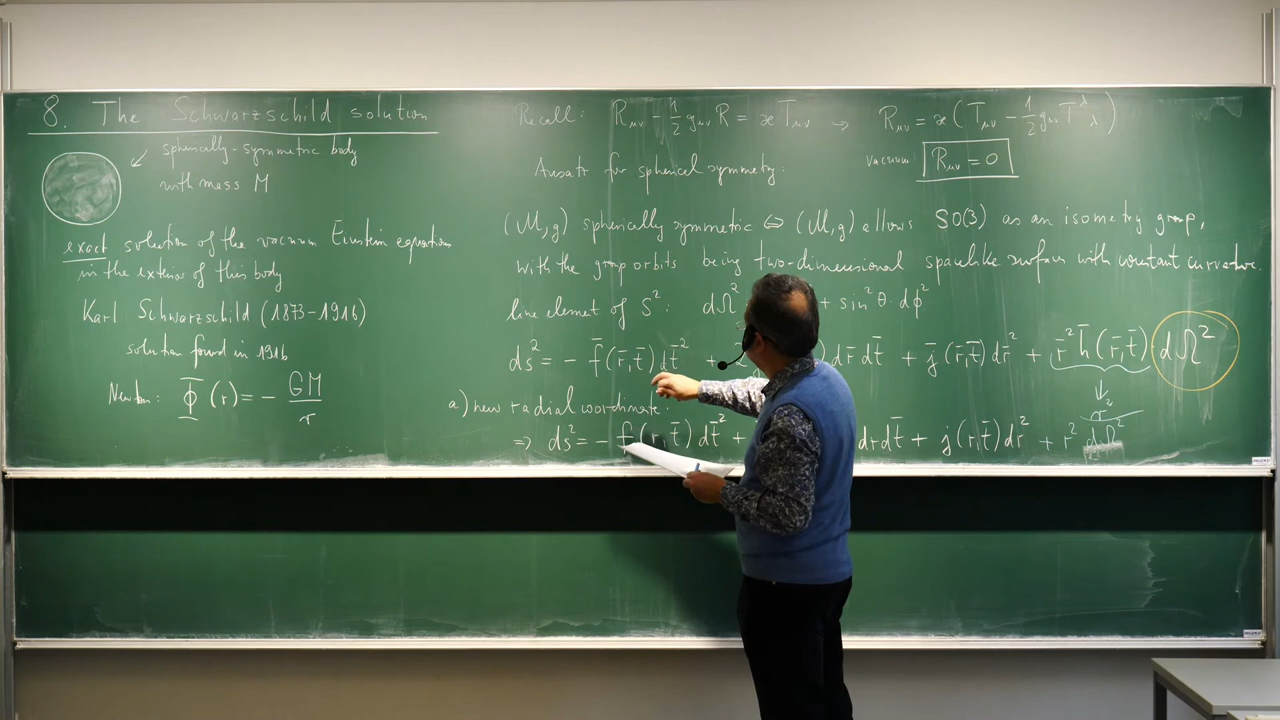 8. The Schwarzschild solution
spherically-symmetric body
with mass M
exact solution of the vacuum Einstein equations
in the exterior of this body
Karl Schwarzschild (1873-1916)
solution found in 1916
Newton: Φ(r) = - GM/r
Recall: R_μν - 1/2 g_μν R = ϰ T_μν → R_μν = ϰ (T_μν - 1/2 g_μν T^λ_λ)
vacuum: R_μν = 0
Ansatz for spherical symmetry:
(M, g) spherically symmetric ⇔ (M, g) allows SO(3) as an isometry group,
with the group orbits being two-dimensional spacelike surfaces with constant curvature.
line element of S²: dΩ² + sin²θ · dϕ²
ds² = - f̄(r̄,t̄) dt̄² + 2 dr̄ dt̄ + j̄(r̄,t̄) dr̄² + r̄² h̄(r̄,t̄) dΩ²
r²
a) new radial coordinate:
⇒ ds² = - f(r,t̄) dt̄² + dr dt̄ + j(r,t̄) dr² + r² dΩ²